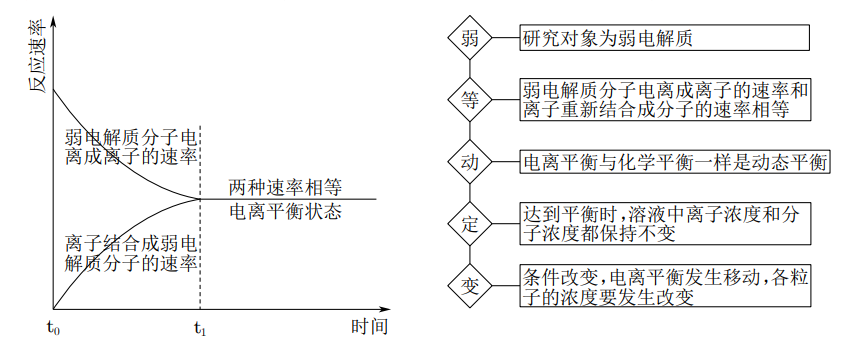 反应速率
弱电解质分子电
离成离子的速率
两种速率相等
电离平衡状态
离子结合成弱电
解质分子的速率
t₀
t₁
时间
弱
研究对象为弱电解质
等
弱电解质分子电离成离子的速率和
离子重新结合成分子的速率相等
动
电离平衡与化学平衡一样是动态平衡
定
达到平衡时,溶液中离子浓度和分
子浓度都保持不变
变
条件改变,电离平衡发生移动,各粒
子的浓度要发生改变